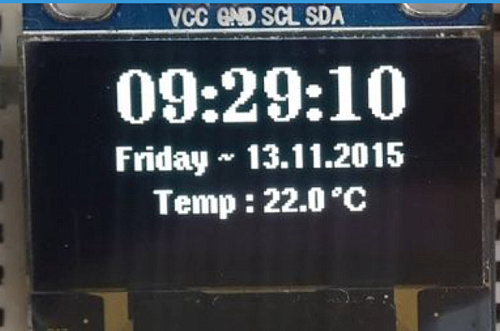 VCC GND SCL SDA
09:29:10
Friday ~ 13.11.2015
Temp : 22.0 °C